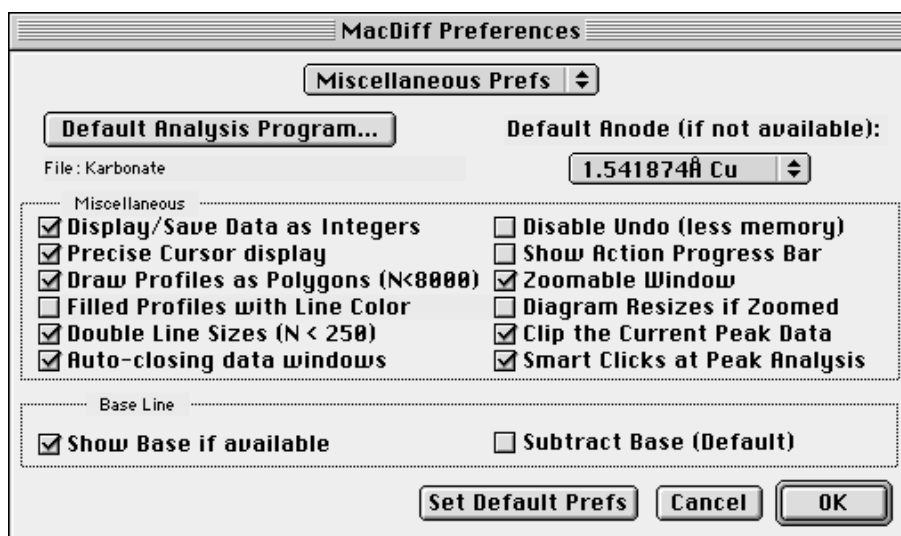 MacDiff Preferences
Miscellaneous Prefs
Default Analysis Program...
Default Anode (if not available):
File : Karbonate
1.541874Å Cu
Miscellaneous
Display/Save Data as Integers
Disable Undo (less memory)
Precise Cursor display
Show Action Progress Bar
Draw Profiles as Polygons (N<8000)
Zoomable Window
Filled Profiles with Line Color
Diagram Resizes if Zoomed
Double Line Sizes (N < 250)
Clip the Current Peak Data
Auto-closing data windows
Smart Clicks at Peak Analysis
Base Line
Show Base if available
Subtract Base (Default)
Set Default Prefs
Cancel
OK